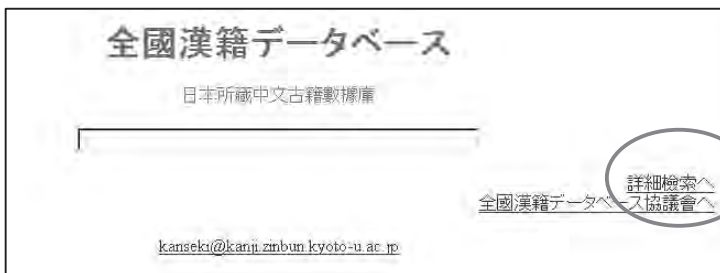 全國漢籍データベース
日本所蔵中文古籍數據庫
詳細檢索へ
全國漢籍データベース協議會へ
kanseki@kanji.zinbun.kyoto-u.ac.jp